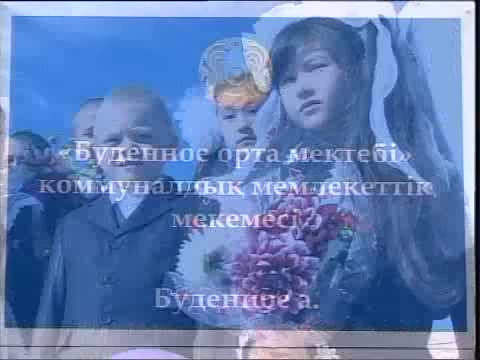 «Буденное орта мектебі»
коммуналдық мемлекеттік
мекемесі
Буденное а.